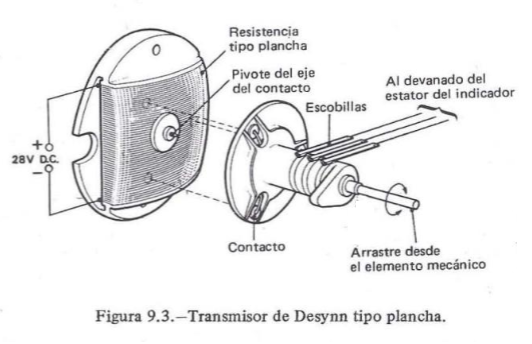 Resistencia
tipo plancha
Pivote del eje
del contacto
Al devanado del
estator del indicador
Escobillas
+
28V D.C.
−
Contacto
Arrastre desde
el elemento mecánico
Figura 9.3.—Transmisor de Desynn tipo plancha.